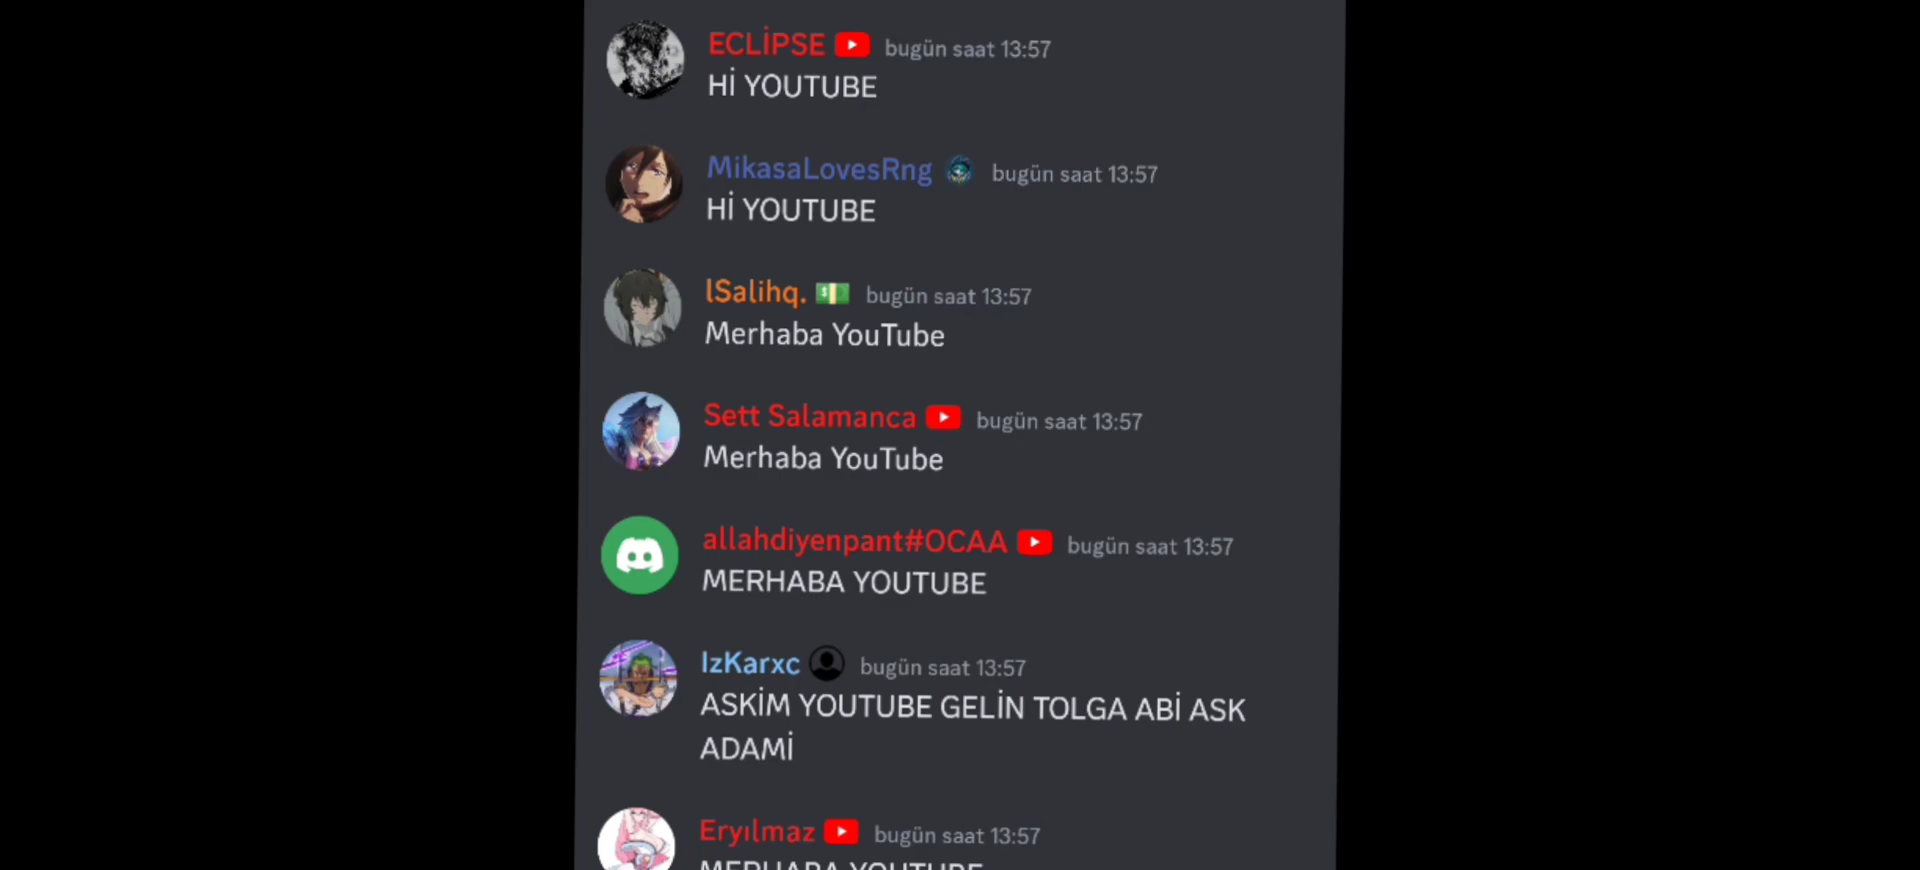 ECLİPSE bugün saat 13:57
Hİ YOUTUBE
MikasaLovesRng bugün saat 13:57
Hİ YOUTUBE
lSalihq. bugün saat 13:57
Merhaba YouTube
Sett Salamanca bugün saat 13:57
Merhaba YouTube
allahdiyenpant#OCAA bugün saat 13:57
MERHABA YOUTUBE
IzKarxc bugün saat 13:57
ASKİM YOUTUBE GELİN TOLGA ABİ ASK
ADAMİ
Eryılmaz bugün saat 13:57
MERHABA YOUTUBE